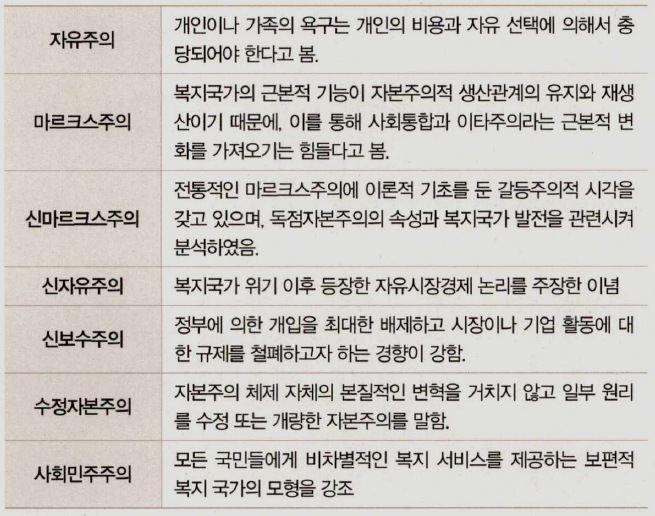 자유주의
개인이나 가족의 욕구는 개인의 비용과 자유 선택에 의해서 충
당되어야 한다고 봄.
마르크스주의
복지국가의 근본적 기능이 자본주의적 생산관계의 유지와 재생
산이기 때문에, 이를 통해 사회통합과 이타주의라는 근본적 변
화를 가져오기는 힘들다고 봄.
신마르크스주의
전통적인 마르크스주의에 이론적 기초를 둔 갈등주의적 시각을
갖고 있으며, 독점자본주의의 속성과 복지국가 발전을 관련시켜
분석하였음.
신자유주의
복지국가 위기 이후 등장한 자유시장경제 논리를 주장한 이념
신보수주의
정부에 의한 개입을 최대한 배제하고 시장이나 기업 활동에 대
한 규제를 철폐하고자 하는 경향이 강함.
수정자본주의
자본주의 체제 자체의 본질적인 변혁을 거치지 않고 일부 원리
를 수정 또는 개량한 자본주의를 말함.
사회민주주의
모든 국민들에게 비차별적인 복지 서비스를 제공하는 보편적
복지 국가의 모형을 강조